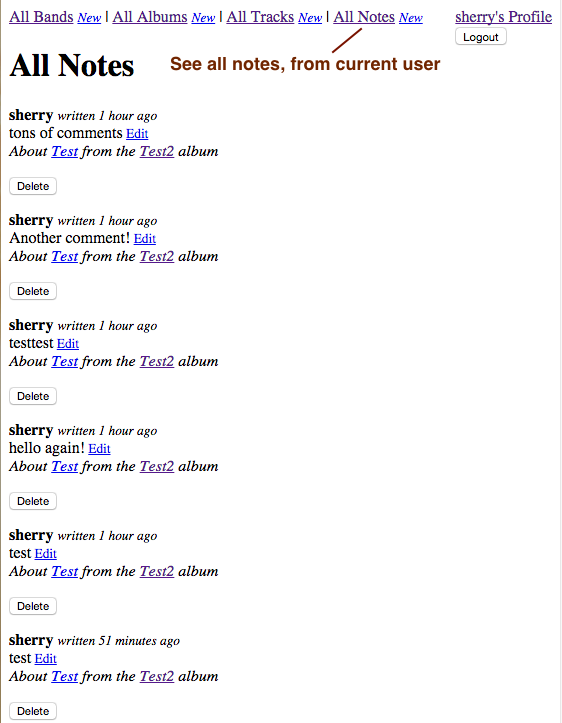 All Bands New | All Albums New | All Tracks New | All Notes New sherry's Profile
Logout
All Notes
See all notes, from current user
sherry written 1 hour ago
tons of comments Edit
About Test from the Test2 album
Delete
sherry written 1 hour ago
Another comment! Edit
About Test from the Test2 album
Delete
sherry written 1 hour ago
testtest Edit
About Test from the Test2 album
Delete
sherry written 1 hour ago
hello again! Edit
About Test from the Test2 album
Delete
sherry written 1 hour ago
test Edit
About Test from the Test2 album
Delete
sherry written 51 minutes ago
test Edit
About Test from the Test2 album
Delete